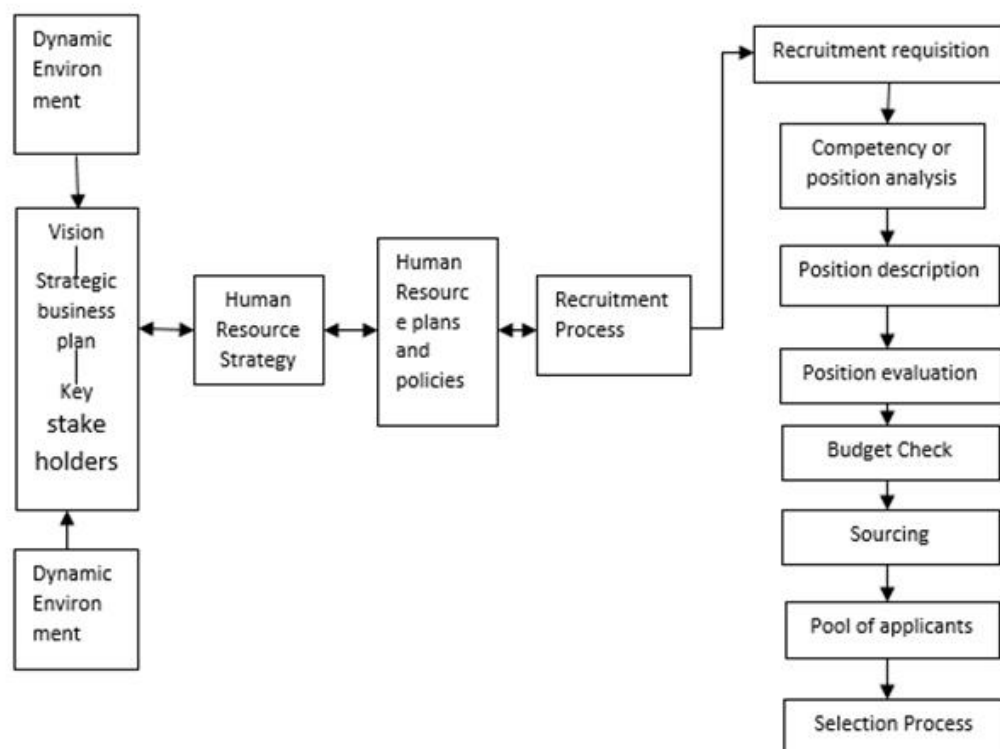 Dynamic
Environ
ment
Vision
Strategic
business
plan
Key
stake
holders
Dynamic
Environ
ment
Human
Resource
Strategy
Human
Resourc
e plans
and
policies
Recruitment
Process
Recruitment requisition
Competency or
position analysis
Position description
Position evaluation
Budget Check
Sourcing
Pool of applicants
Selection Process